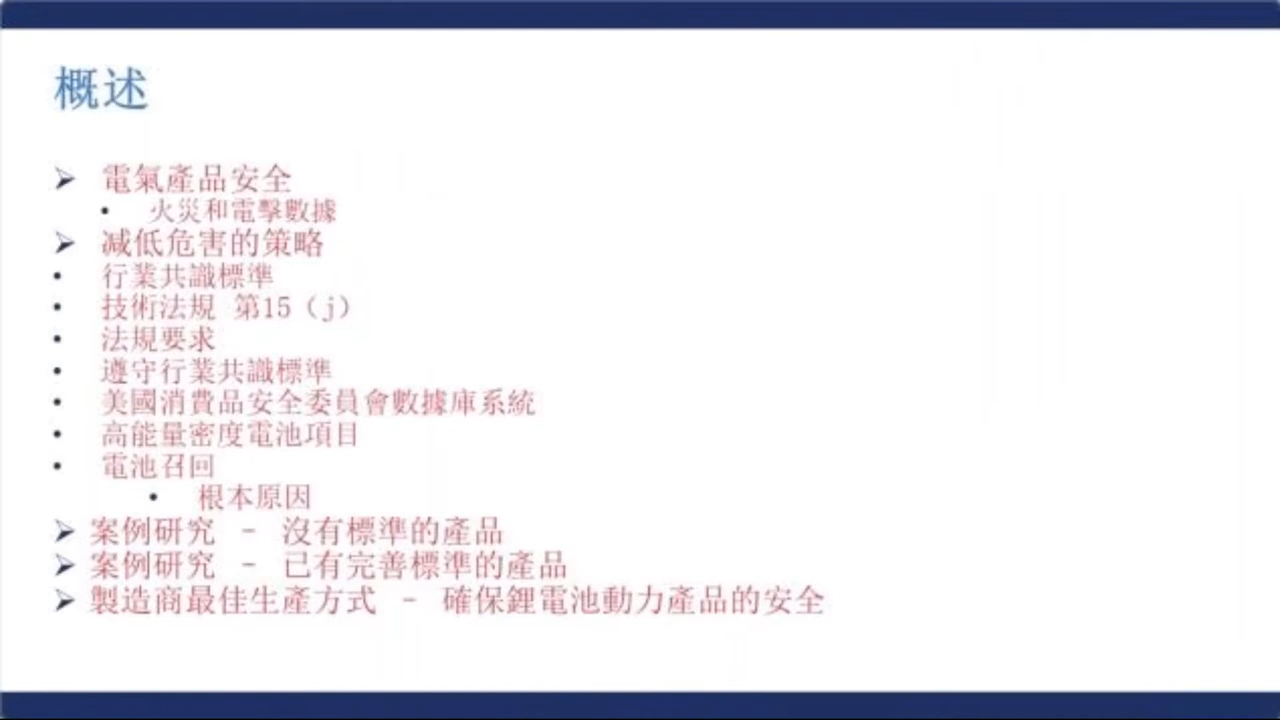 概述
➢ 電氣產品安全
• 火災和電擊數據
➢ 减低危害的策略
• 行業共識標準
• 技術法規 第15（j）
• 法規要求
• 遵守行業共識標準
• 美國消費品安全委員會數據庫系統
• 高能量密度電池項目
• 電池召回
• 根本原因
➢ 案例研究 - 沒有標準的產品
➢ 案例研究 - 已有完善標準的產品
➢ 製造商最佳生產方式 - 確保鋰電池動力產品的安全